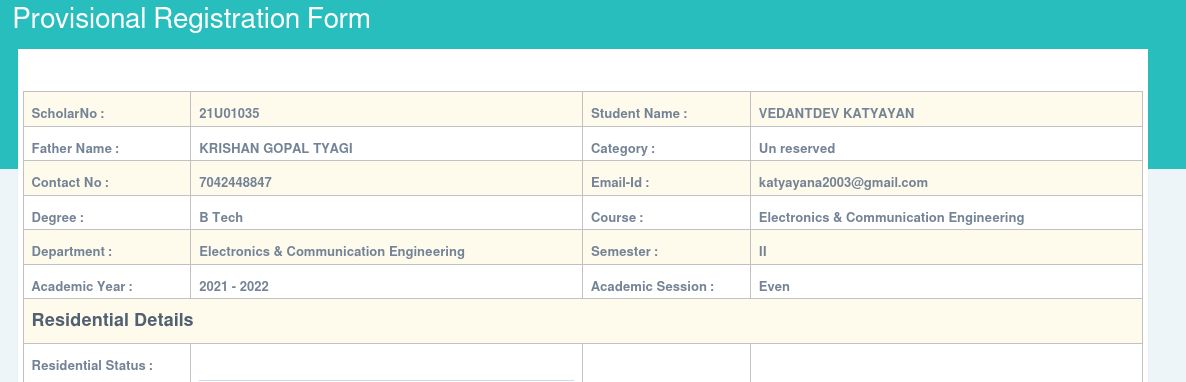 Provisional Registration Form
ScholarNo : 21U01035 Student Name : VEDANTDEV KATYAYAN
Father Name : KRISHAN GOPAL TYAGI Category : Un reserved
Contact No : 7042448847 Email-Id : katyayana2003@gmail.com
Degree : B Tech Course : Electronics & Communication Engineering
Department : Electronics & Communication Engineering Semester : II
Academic Year : 2021 - 2022 Academic Session : Even
Residential Details
Residential Status :